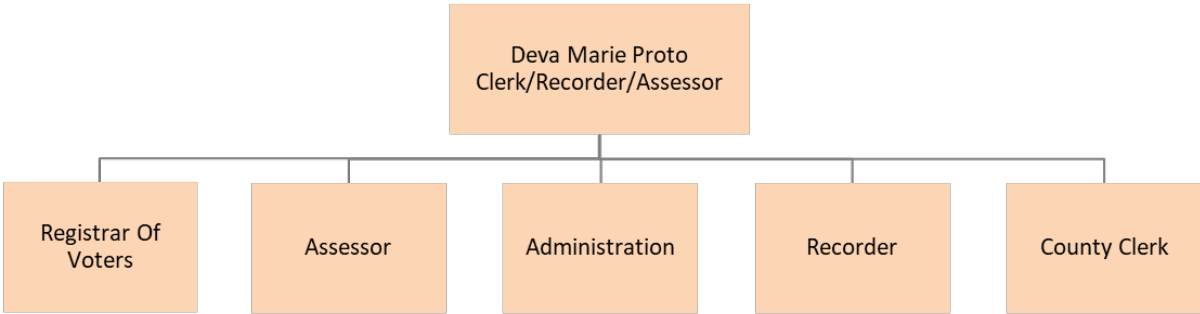 Deva Marie Proto
Clerk/Recorder/Assessor
Registrar Of
Voters
Assessor
Administration
Recorder
County Clerk